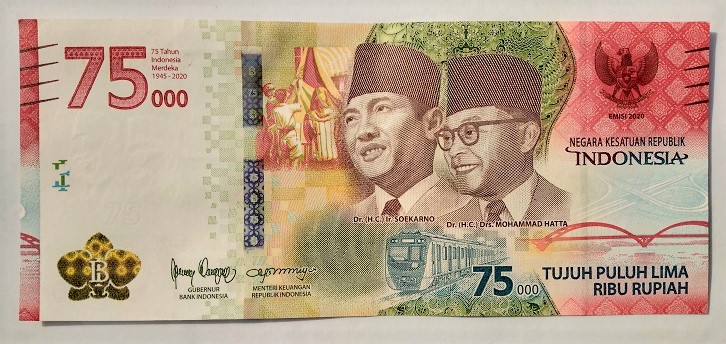 75 000
75 Tahun
Indonesia
Merdeka
1945 - 2020
75
EMISI 2020
NEGARA KESATUAN REPUBLIK
INDONESIA
Dr. (H.C.) Ir. SOEKARNO
Dr. (H.C.) Drs. MOHAMMAD HATTA
GUBERNUR
BANK INDONESIA
MENTERI KEUANGAN
REPUBLIK INDONESIA
75 000
TUJUH PULUH LIMA
RIBU RUPIAH